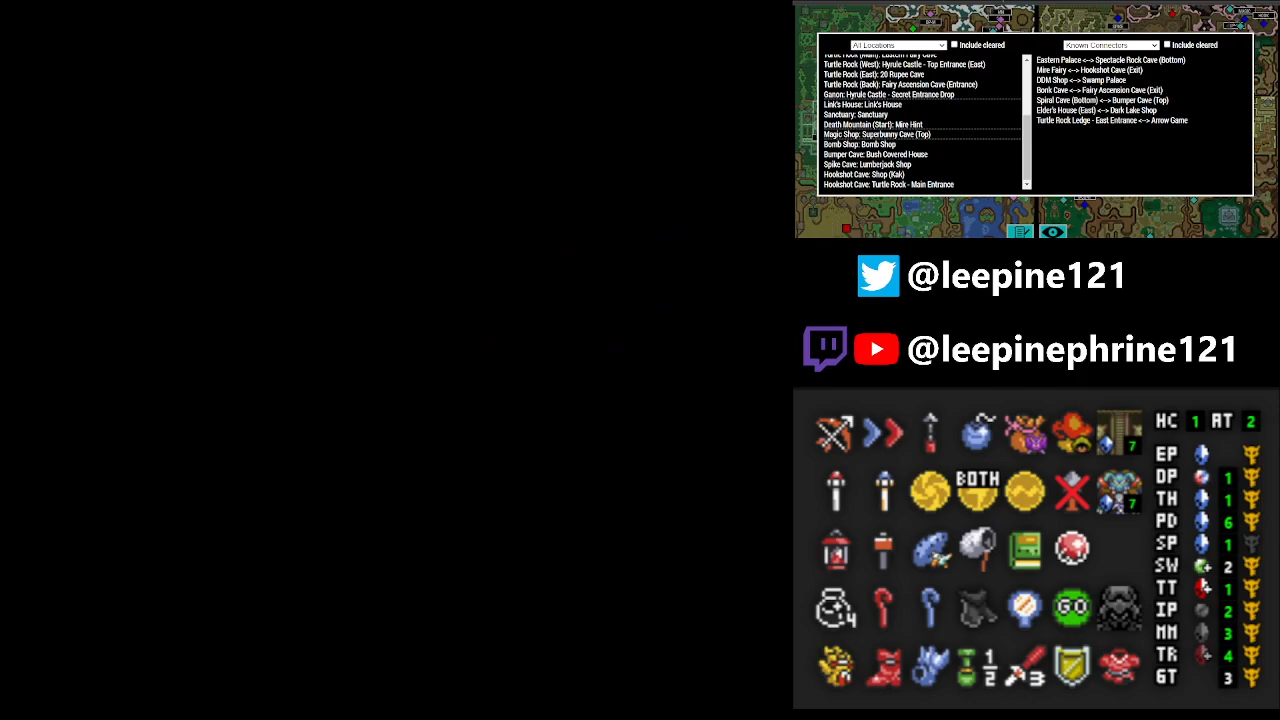 All Locations Include cleared
Turtle Rock (Main): Eastern Fairy Cave
Turtle Rock (West): Hyrule Castle - Top Entrance (East)
Turtle Rock (East): 20 Rupee Cave
Turtle Rock (Back): Fairy Ascension Cave (Entrance)
Ganon: Hyrule Castle - Secret Entrance Drop
Link's House: Link's House
Sanctuary: Sanctuary
Death Mountain (Start): Mire Hint
Magic Shop: Superbunny Cave (Top)
Bomb Shop: Bomb Shop
Bumper Cave: Bush Covered House
Spike Cave: Lumberjack Shop
Hookshot Cave: Shop (Kak)
Hookshot Cave: Turtle Rock - Main Entrance
Known Connectors Include cleared
Eastern Palace <--> Spectacle Rock Cave (Bottom)
Mire Fairy <--> Hookshot Cave (Exit)
DDM Shop <--> Swamp Palace
Bonk Cave <--> Fairy Ascension Cave (Exit)
Spiral Cave (Bottom) <--> Bumper Cave (Top)
Elder's House (East) <--> Dark Lake Shop
Turtle Rock Ledge - East Entrance <--> Arrow Game
@leepine121
@leepinephrine121
7
BOTH
7
4
GO
1/2
3
HC 1 AT 2
EP
DP 1
TH 1
PD 6
SP 1
SW 2
TT 1
IP 2
MM 3
TR 4
GT 3